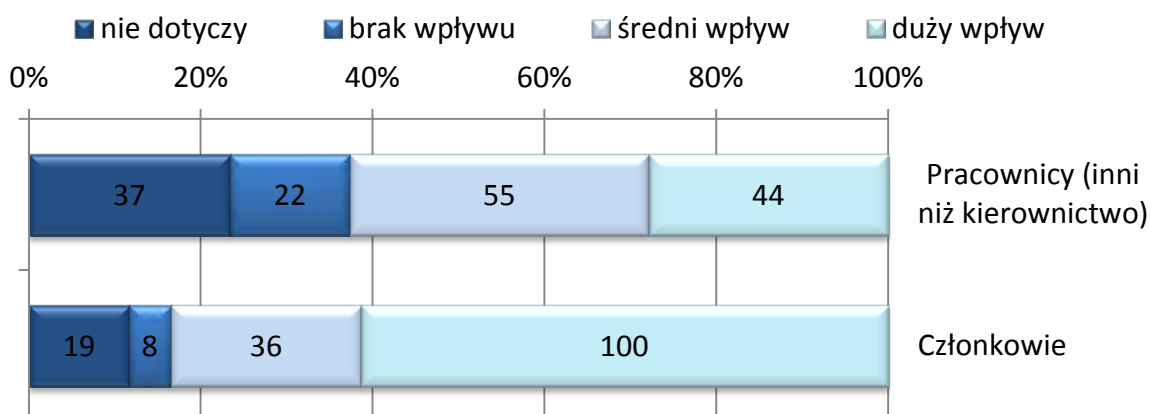 nie dotyczy brak wpływu średni wpływ duży wpływ
0% 20% 40% 60% 80% 100%
37 22 55 44
Pracownicy (inni
niż kierownictwo)
19 8 36 100
Członkowie